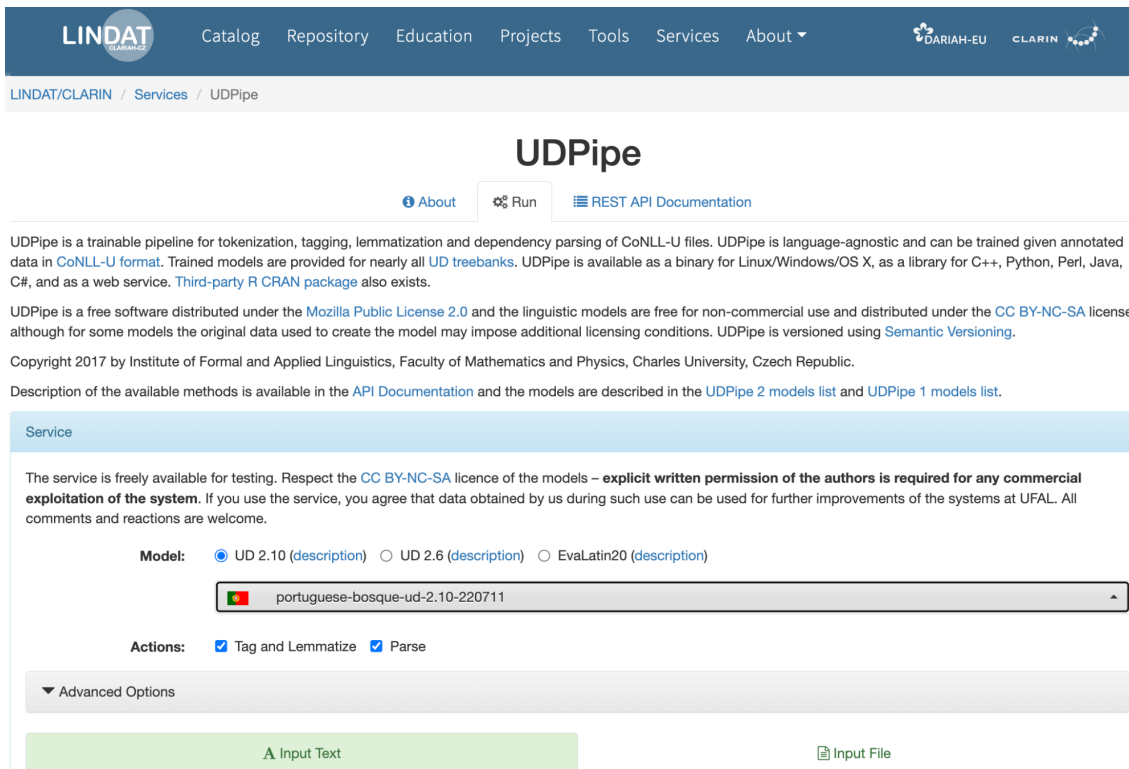 LINDAT
CLARIAH-CZ
Catalog Repository Education Projects Tools Services About
DARIAH-EU CLARIN
LINDAT/CLARIN / Services / UDPipe
UDPipe
About Run REST API Documentation
UDPipe is a trainable pipeline for tokenization, tagging, lemmatization and dependency parsing of CoNLL-U files. UDPipe is language-agnostic and can be trained given annotated
data in CoNLL-U format. Trained models are provided for nearly all UD treebanks. UDPipe is available as a binary for Linux/Windows/OS X, as a library for C++, Python, Perl, Java,
C#, and as a web service. Third-party R CRAN package also exists.
UDPipe is a free software distributed under the Mozilla Public License 2.0 and the linguistic models are free for non-commercial use and distributed under the CC BY-NC-SA license
although for some models the original data used to create the model may impose additional licensing conditions. UDPipe is versioned using Semantic Versioning.
Copyright 2017 by Institute of Formal and Applied Linguistics, Faculty of Mathematics and Physics, Charles University, Czech Republic.
Description of the available methods is available in the API Documentation and the models are described in the UDPipe 2 models list and UDPipe 1 models list.
Service
The service is freely available for testing. Respect the CC BY-NC-SA licence of the models – explicit written permission of the authors is required for any commercial
exploitation of the system. If you use the service, you agree that data obtained by us during such use can be used for further improvements of the systems at UFAL. All
comments and reactions are welcome.
Model: UD 2.10 (description) UD 2.6 (description) EvaLatin20 (description)
portuguese-bosque-ud-2.10-220711
Actions: Tag and Lemmatize Parse
Advanced Options
A Input Text Input File